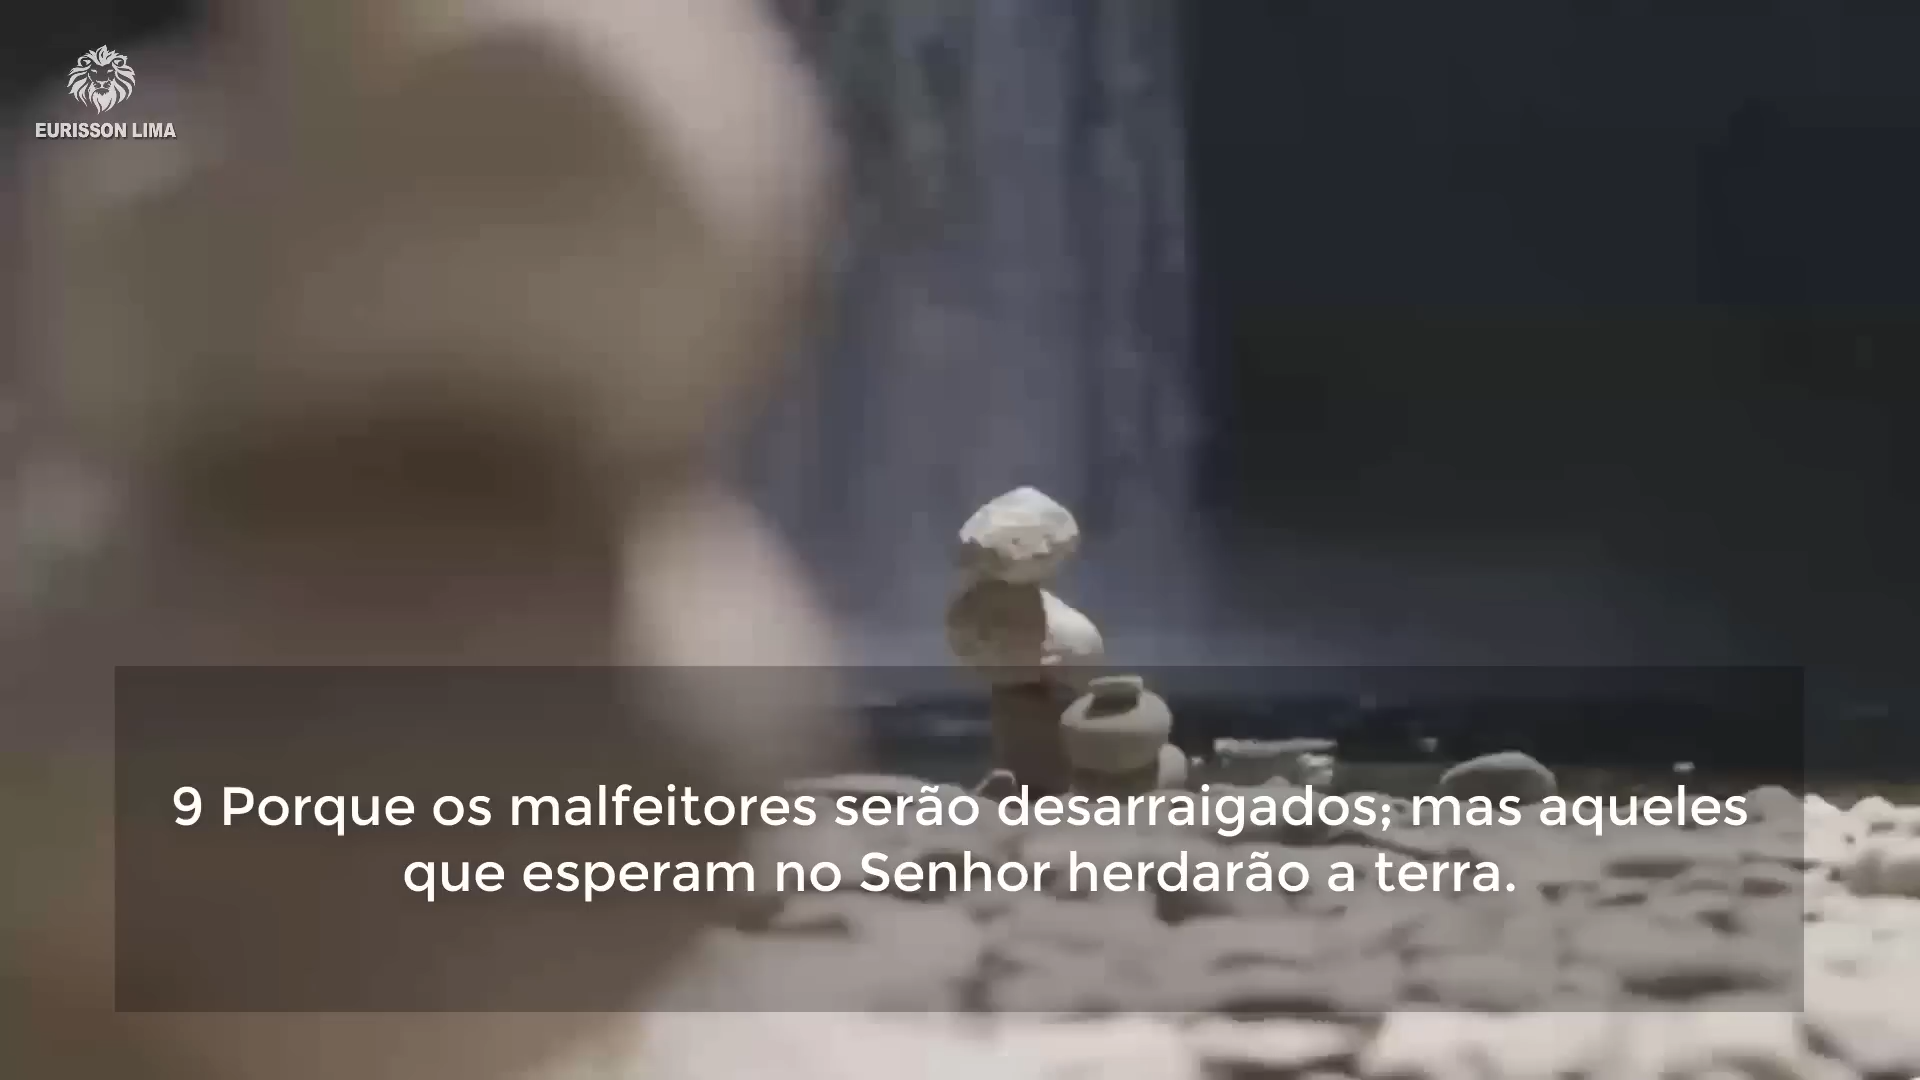 EURISSON LIMA
9 Porque os malfeitores serão desarraigados; mas aqueles
que esperam no Senhor herdarão a terra.